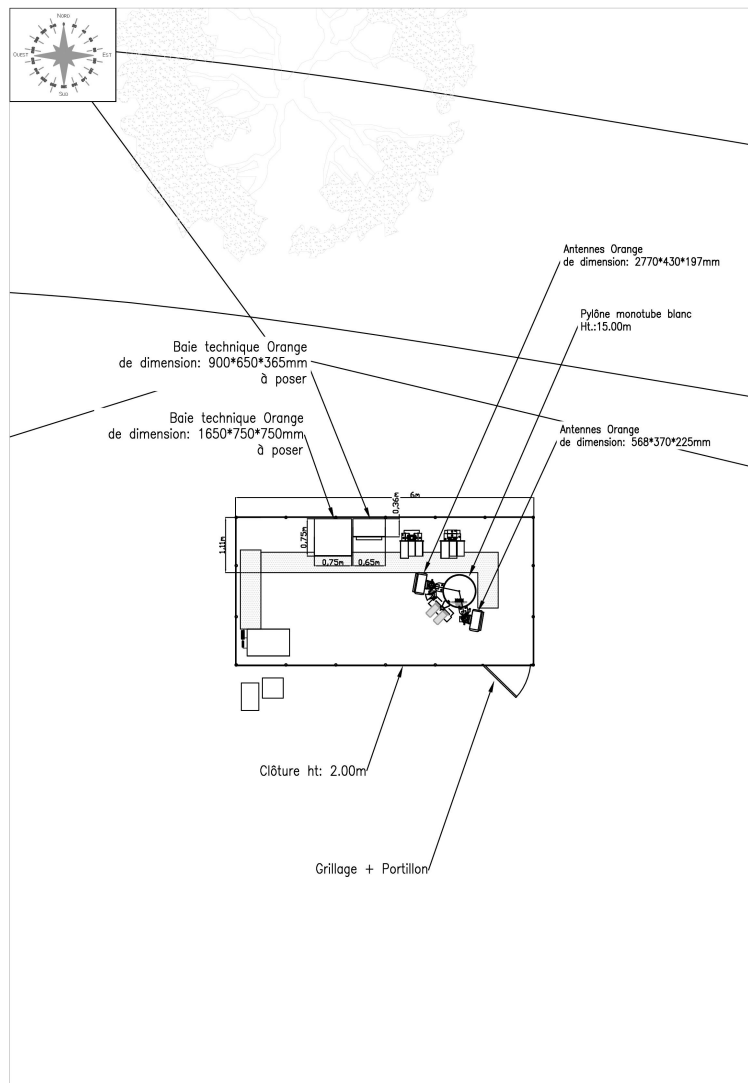 NORD
OUEST
EST
SUD
Antennes Orange
de dimension: 2770*430*197mm
Pylône monotube blanc
Ht.:15.00m
Baie technique Orange
de dimension: 900*650*365mm
à poser
Baie technique Orange
de dimension: 1650*750*750mm
à poser
Antennes Orange
de dimension: 568*370*225mm
6m
0.36m
1.11m
0.75m
0.75m
0.65m
Clôture ht: 2.00m
Grillage + Portillon